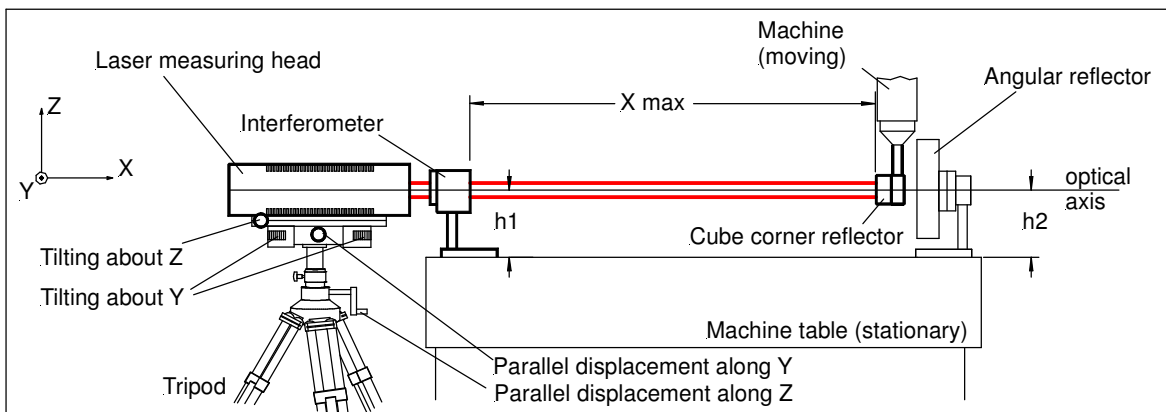 Machine
(moving)
Laser measuring head
Angular reflector
Z
X max
Interferometer
X
Y
optical
axis
h1
h2
Cube corner reflector
Tilting about Z
Tilting about Y
Machine table (stationary)
Parallel displacement along Y
Tripod
Parallel displacement along Z